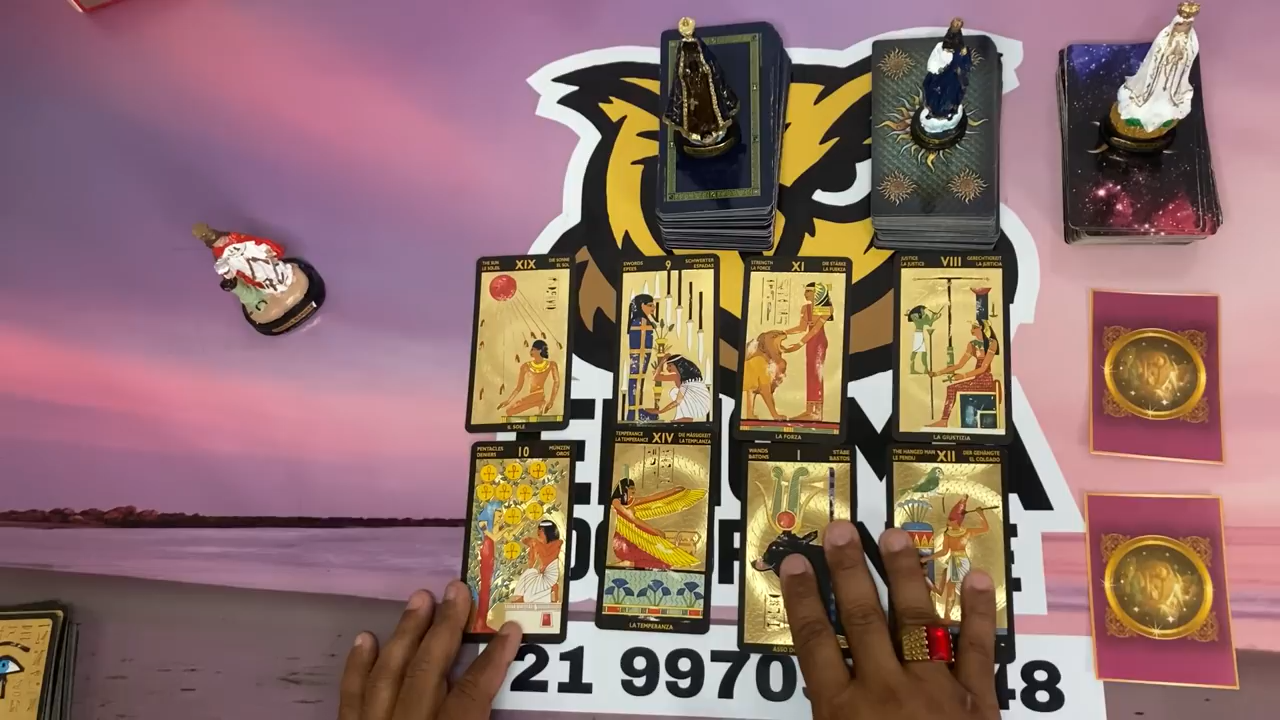 THE SUN
LE SOLEIL
XIX
DIE SONNE
EL SOL
IL SOLE
SWORDS
EPEES
9
SCHWERTER
ESPADAS
STRENGTH
LA FORCE
XI
DIE STÄRKE
LA FUERZA
LA FORZA
JUSTICE
LA JUSTICE
VIII
GERECHTIGKEIT
LA JUSTICIA
LA GIUSTIZIA
PENTACLES
DENIERS
10
MÜNZEN
OROS
TEMPERANCE
LA TEMPERANCE
XIV
DIE MÄSSIGKEIT
LA TEMPLANZA
LA TEMPERANZA
WANDS
BATONS
1
STÄBE
BASTOS
THE HANGED MAN
LE PENDU
XII
DER GEHÄNGTE
EL COLGADO
21 9970
48